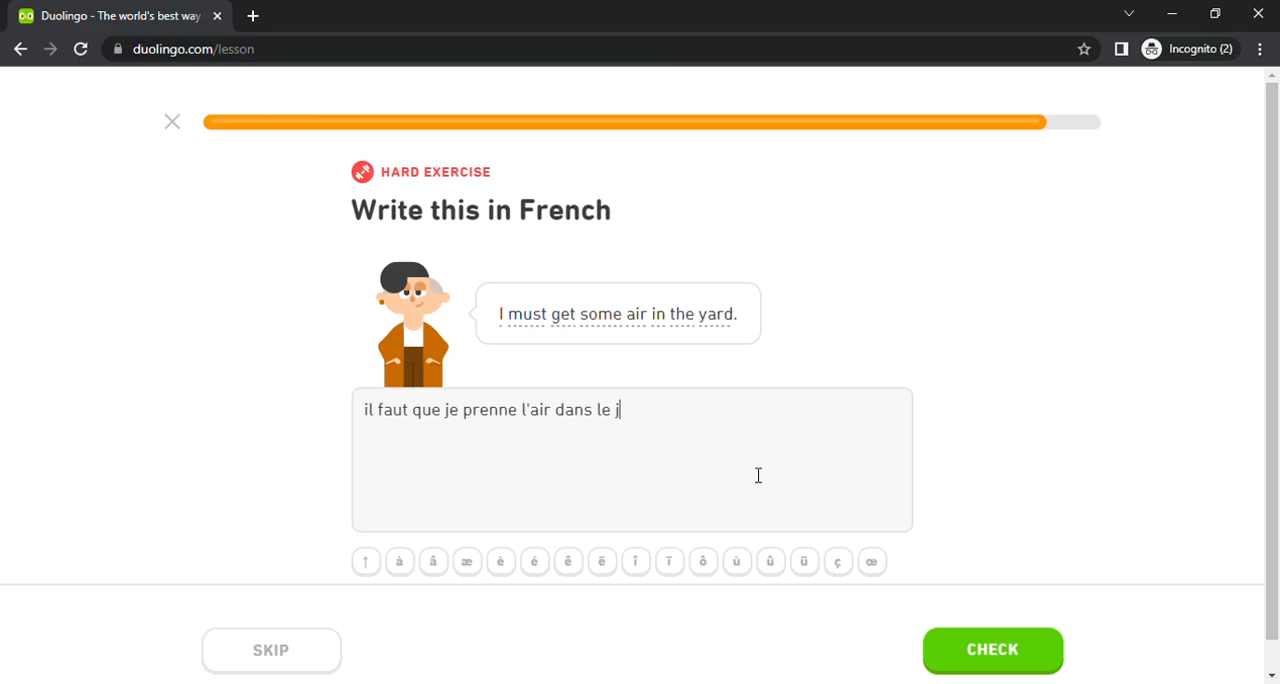 Duolingo - The world's best way
duolingo.com/lesson
Incognito (2)
HARD EXERCISE
Write this in French
I must get some air in the yard.
il faut que je prenne l'air dans le j
↑ à â æ è é ê ë î ï ô ù û ü ç œ
SKIP
CHECK